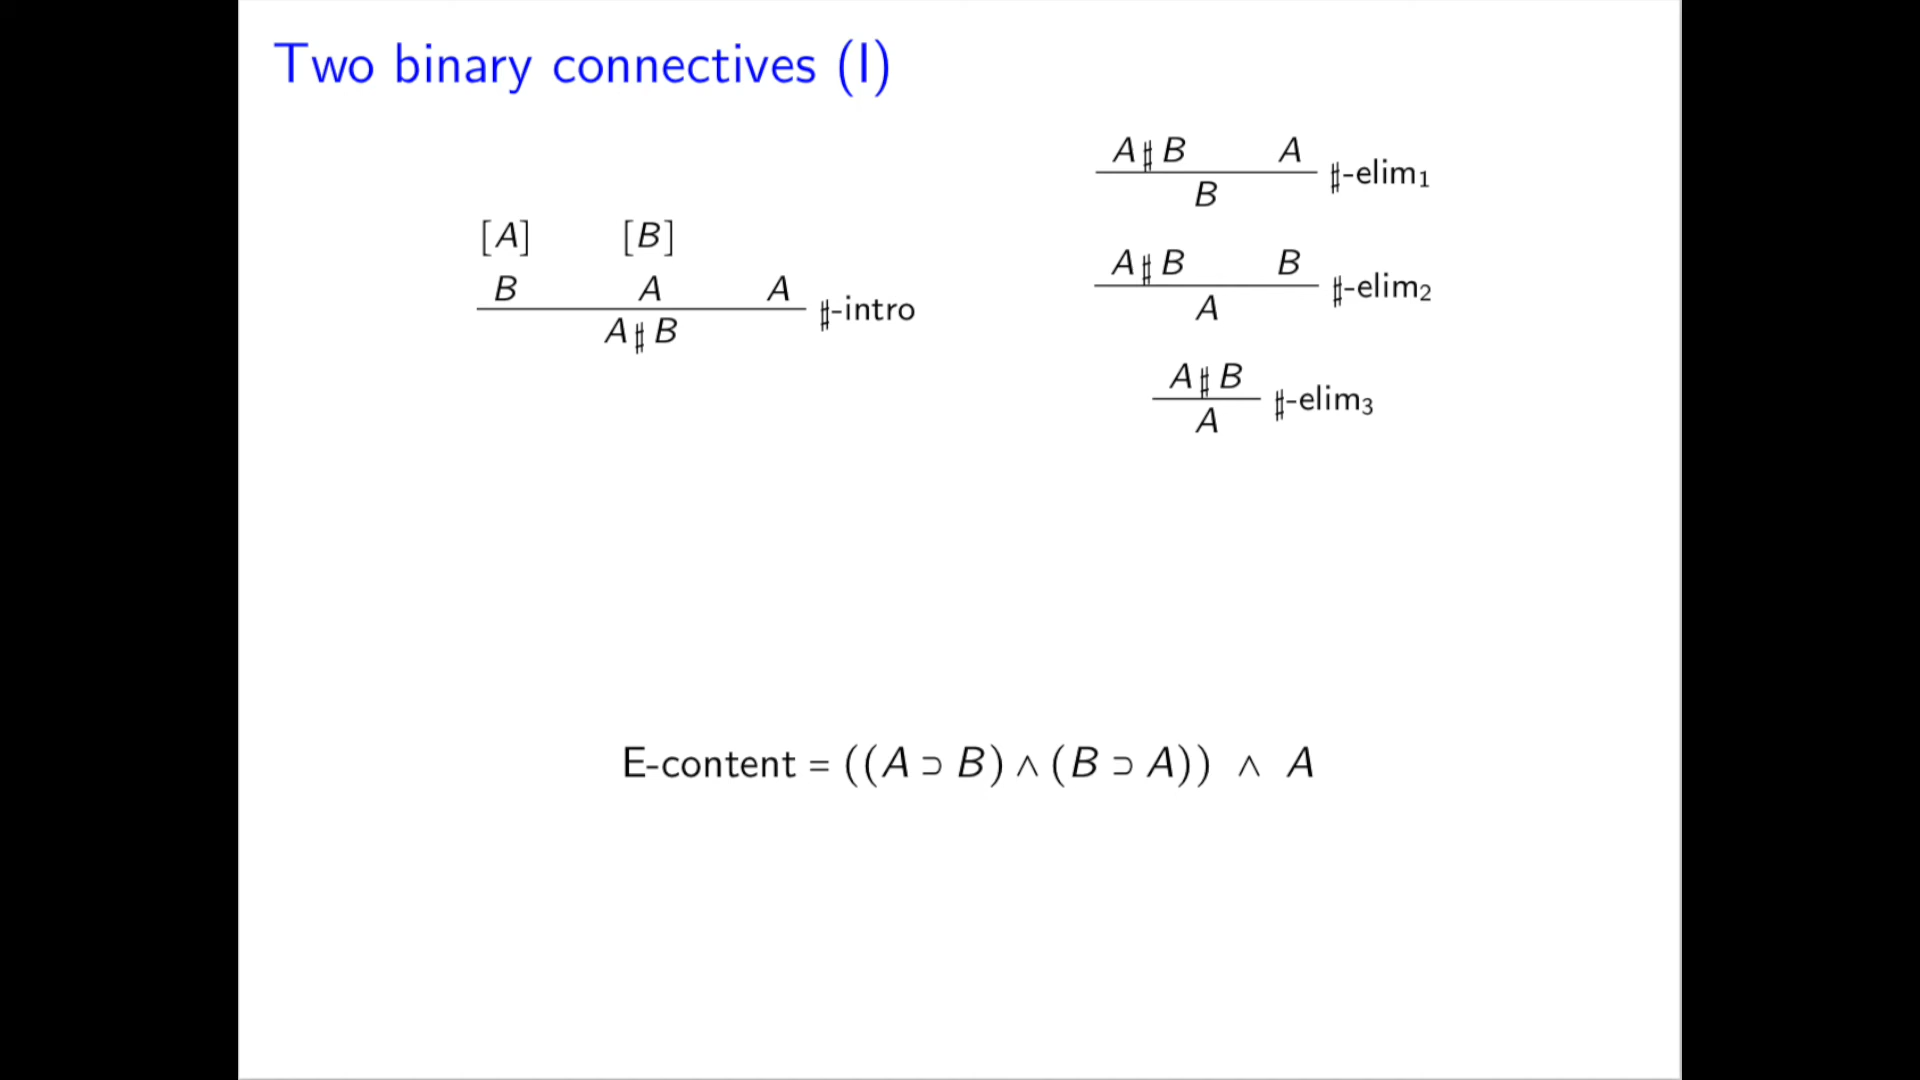 Two binary connectives (I)
[A] [B]
B A A
♯-intro
A ♯ B
A ♯ B A
♯-elim₁
B
A ♯ B B
♯-elim₂
A
A ♯ B
♯-elim₃
A
E-content = ((A ⊃ B) ∧ (B ⊃ A)) ∧ A